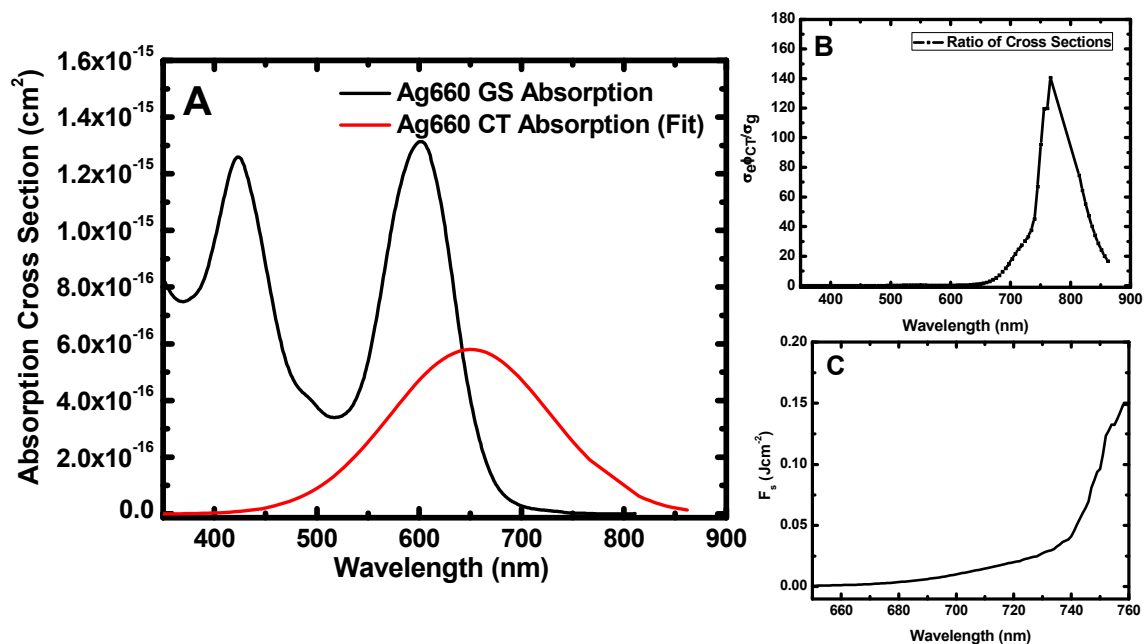 A
Ag660 GS Absorption
Ag660 CT Absorption (Fit)
Absorption Cross Section (cm²)
1.6x10⁻¹⁵
1.4x10⁻¹⁵
1.2x10⁻¹⁵
1.0x10⁻¹⁵
8.0x10⁻¹⁶
6.0x10⁻¹⁶
4.0x10⁻¹⁶
2.0x10⁻¹⁶
0.0
400 500 600 700 800 900
Wavelength (nm)
B
Ratio of Cross Sections
σeϕCT/σg
160
140
120
100
80
60
40
20
0
400 500 600 700 800 900
Wavelength (nm)
C
Fs (Jcm⁻²)
0.20
0.15
0.10
0.05
0.00
660 680 700 720 740 760
Wavelength (nm)